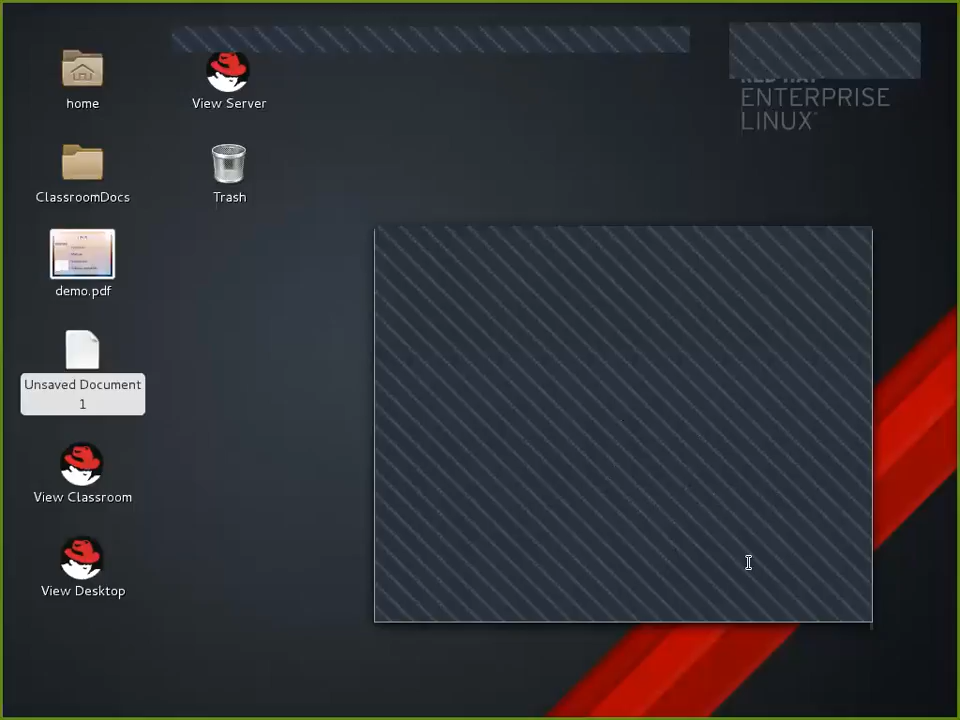 home
View Server
ENTERPRISE
LINUX
ClassroomDocs
Trash
demo.pdf
Unsaved Document
1
View Classroom
View Desktop